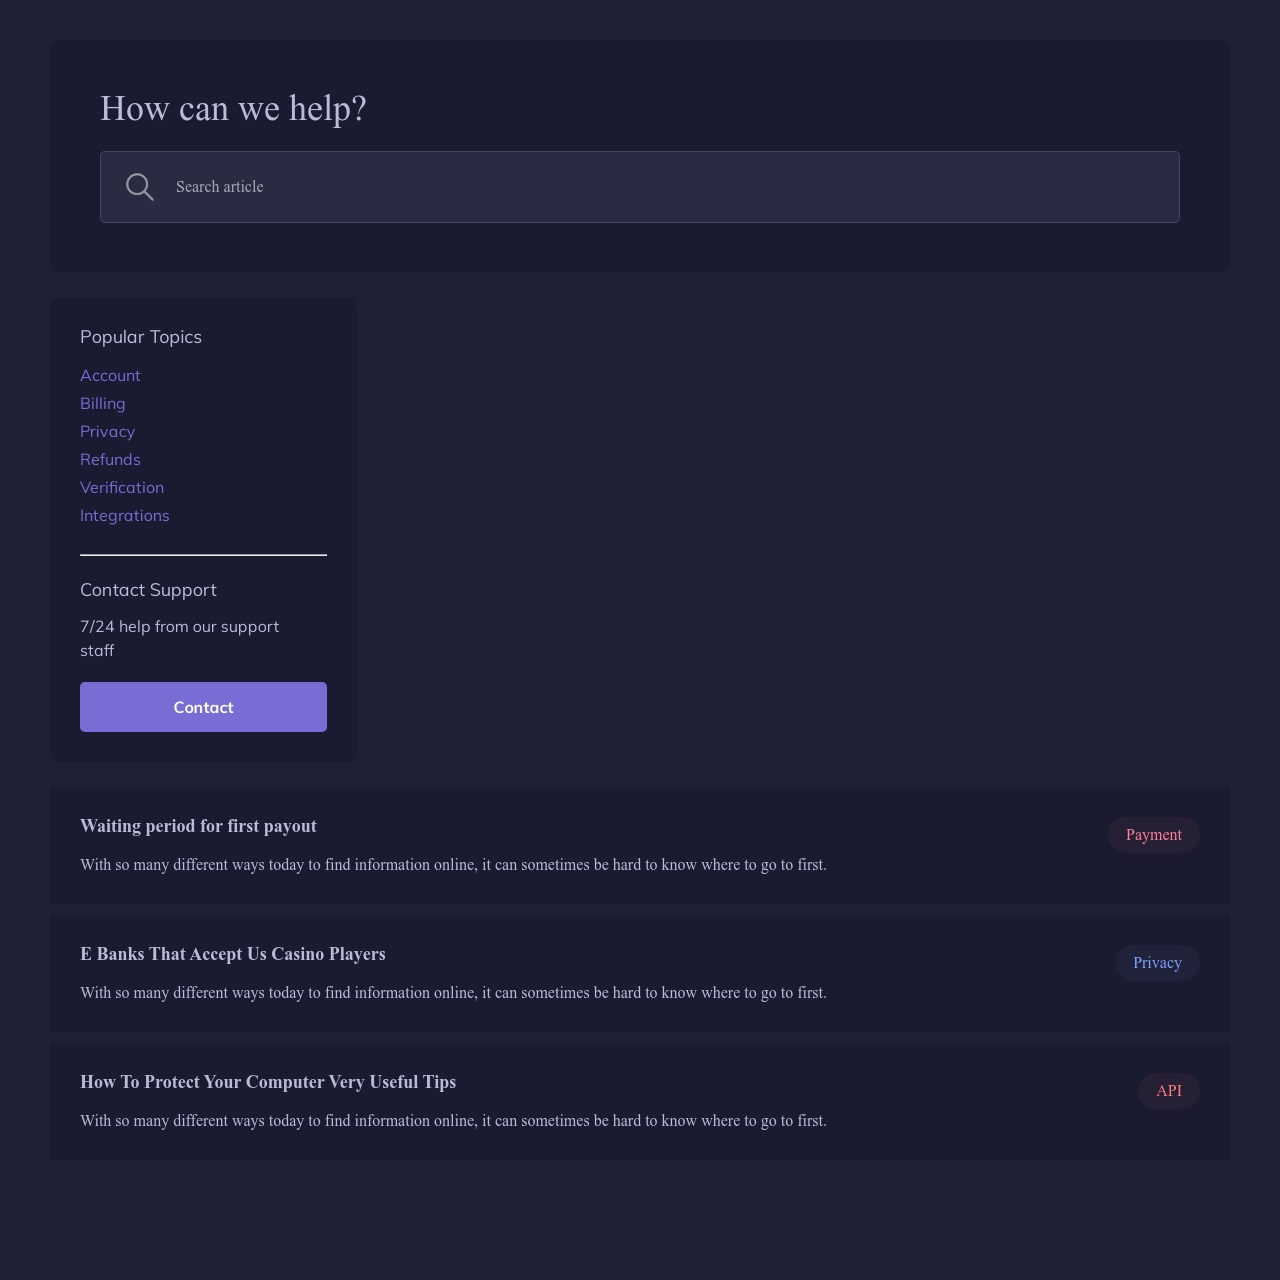 How can we help?
Search article
Popular Topics
Account
Billing
Privacy
Refunds
Verification
Integrations
Contact Support
7/24 help from our support
staff
Contact
Waiting period for first payout
Payment
With so many different ways today to find information online, it can sometimes be hard to know where to go to first.
E Banks That Accept Us Casino Players
Privacy
With so many different ways today to find information online, it can sometimes be hard to know where to go to first.
How To Protect Your Computer Very Useful Tips
API
With so many different ways today to find information online, it can sometimes be hard to know where to go to first.